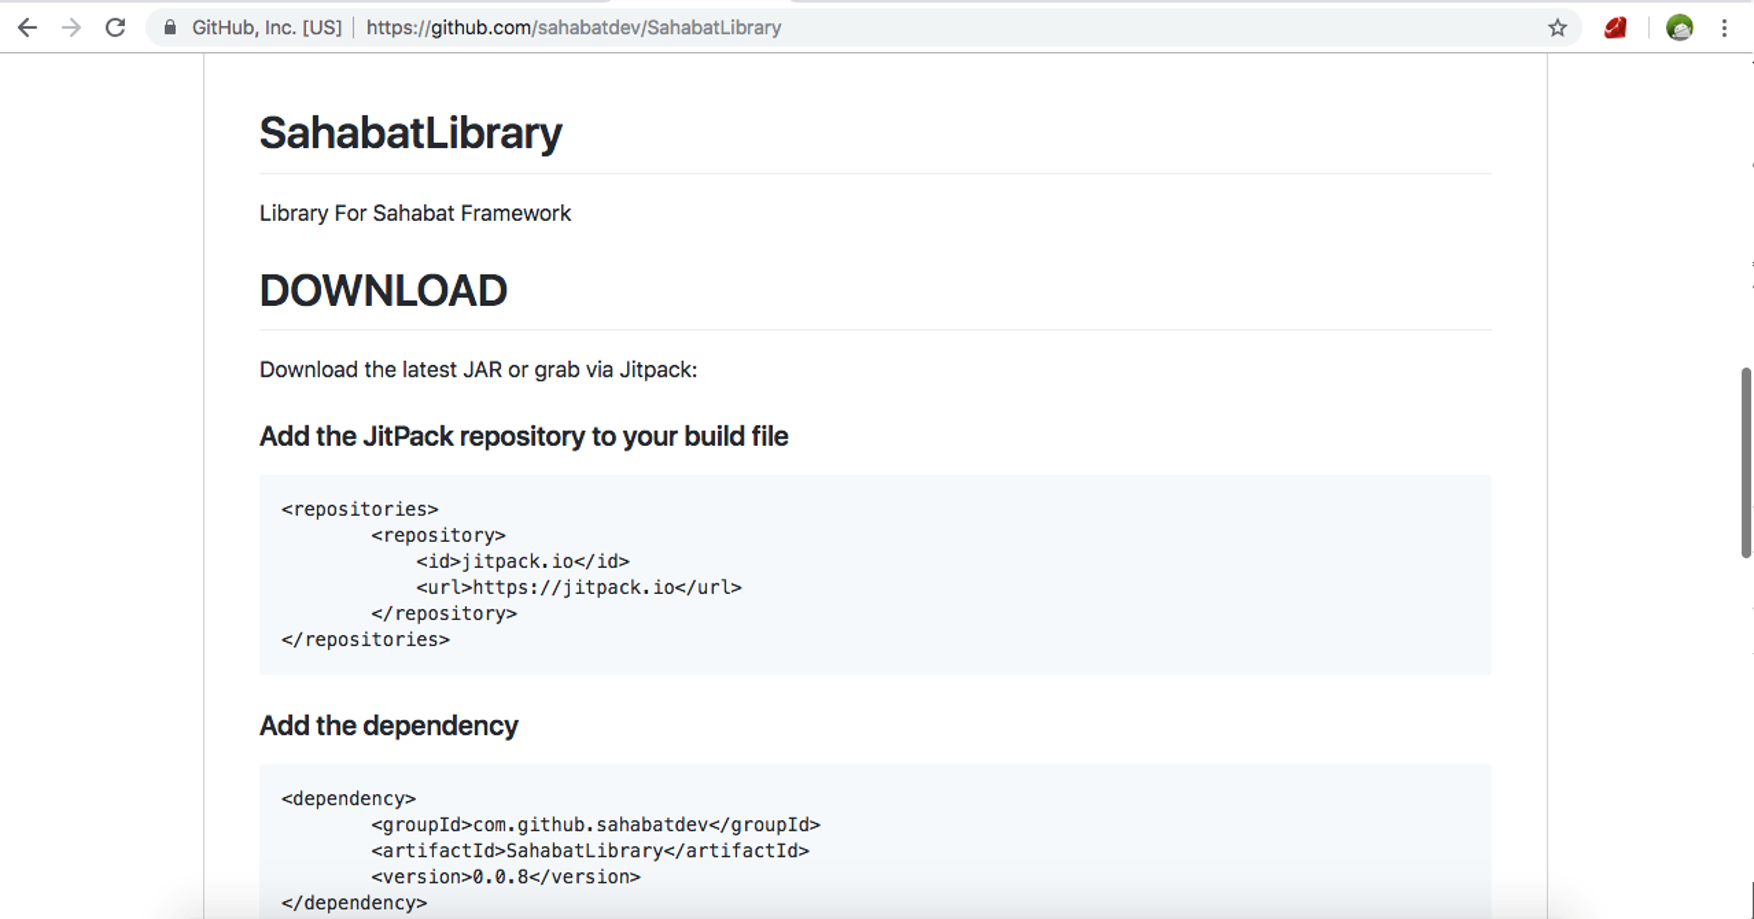 GitHub, Inc. [US] | https://github.com/sahabatdev/SahabatLibrary
SahabatLibrary
Library For Sahabat Framework
DOWNLOAD
Download the latest JAR or grab via Jitpack:
Add the JitPack repository to your build file
<repositories>
        <repository>
            <id>jitpack.io</id>
            <url>https://jitpack.io</url>
        </repository>
</repositories>
Add the dependency
<dependency>
        <groupId>com.github.sahabatdev</groupId>
        <artifactId>SahabatLibrary</artifactId>
        <version>0.0.8</version>
</dependency>